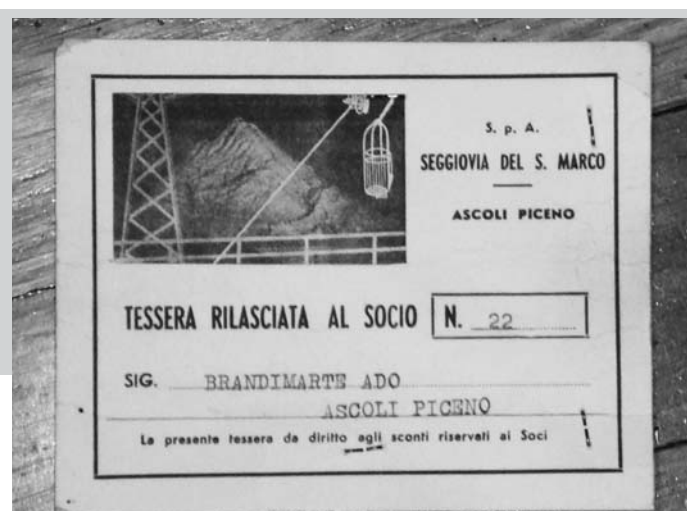 S. p. A.
SEGGIOVIA DEL S. MARCO
ASCOLI PICENO
TESSERA RILASCIATA AL SOCIO N. 22
SIG. BRANDIMARTE ADO
ASCOLI PICENO
La presente tessera da diritto agli sconti riservati ai Soci